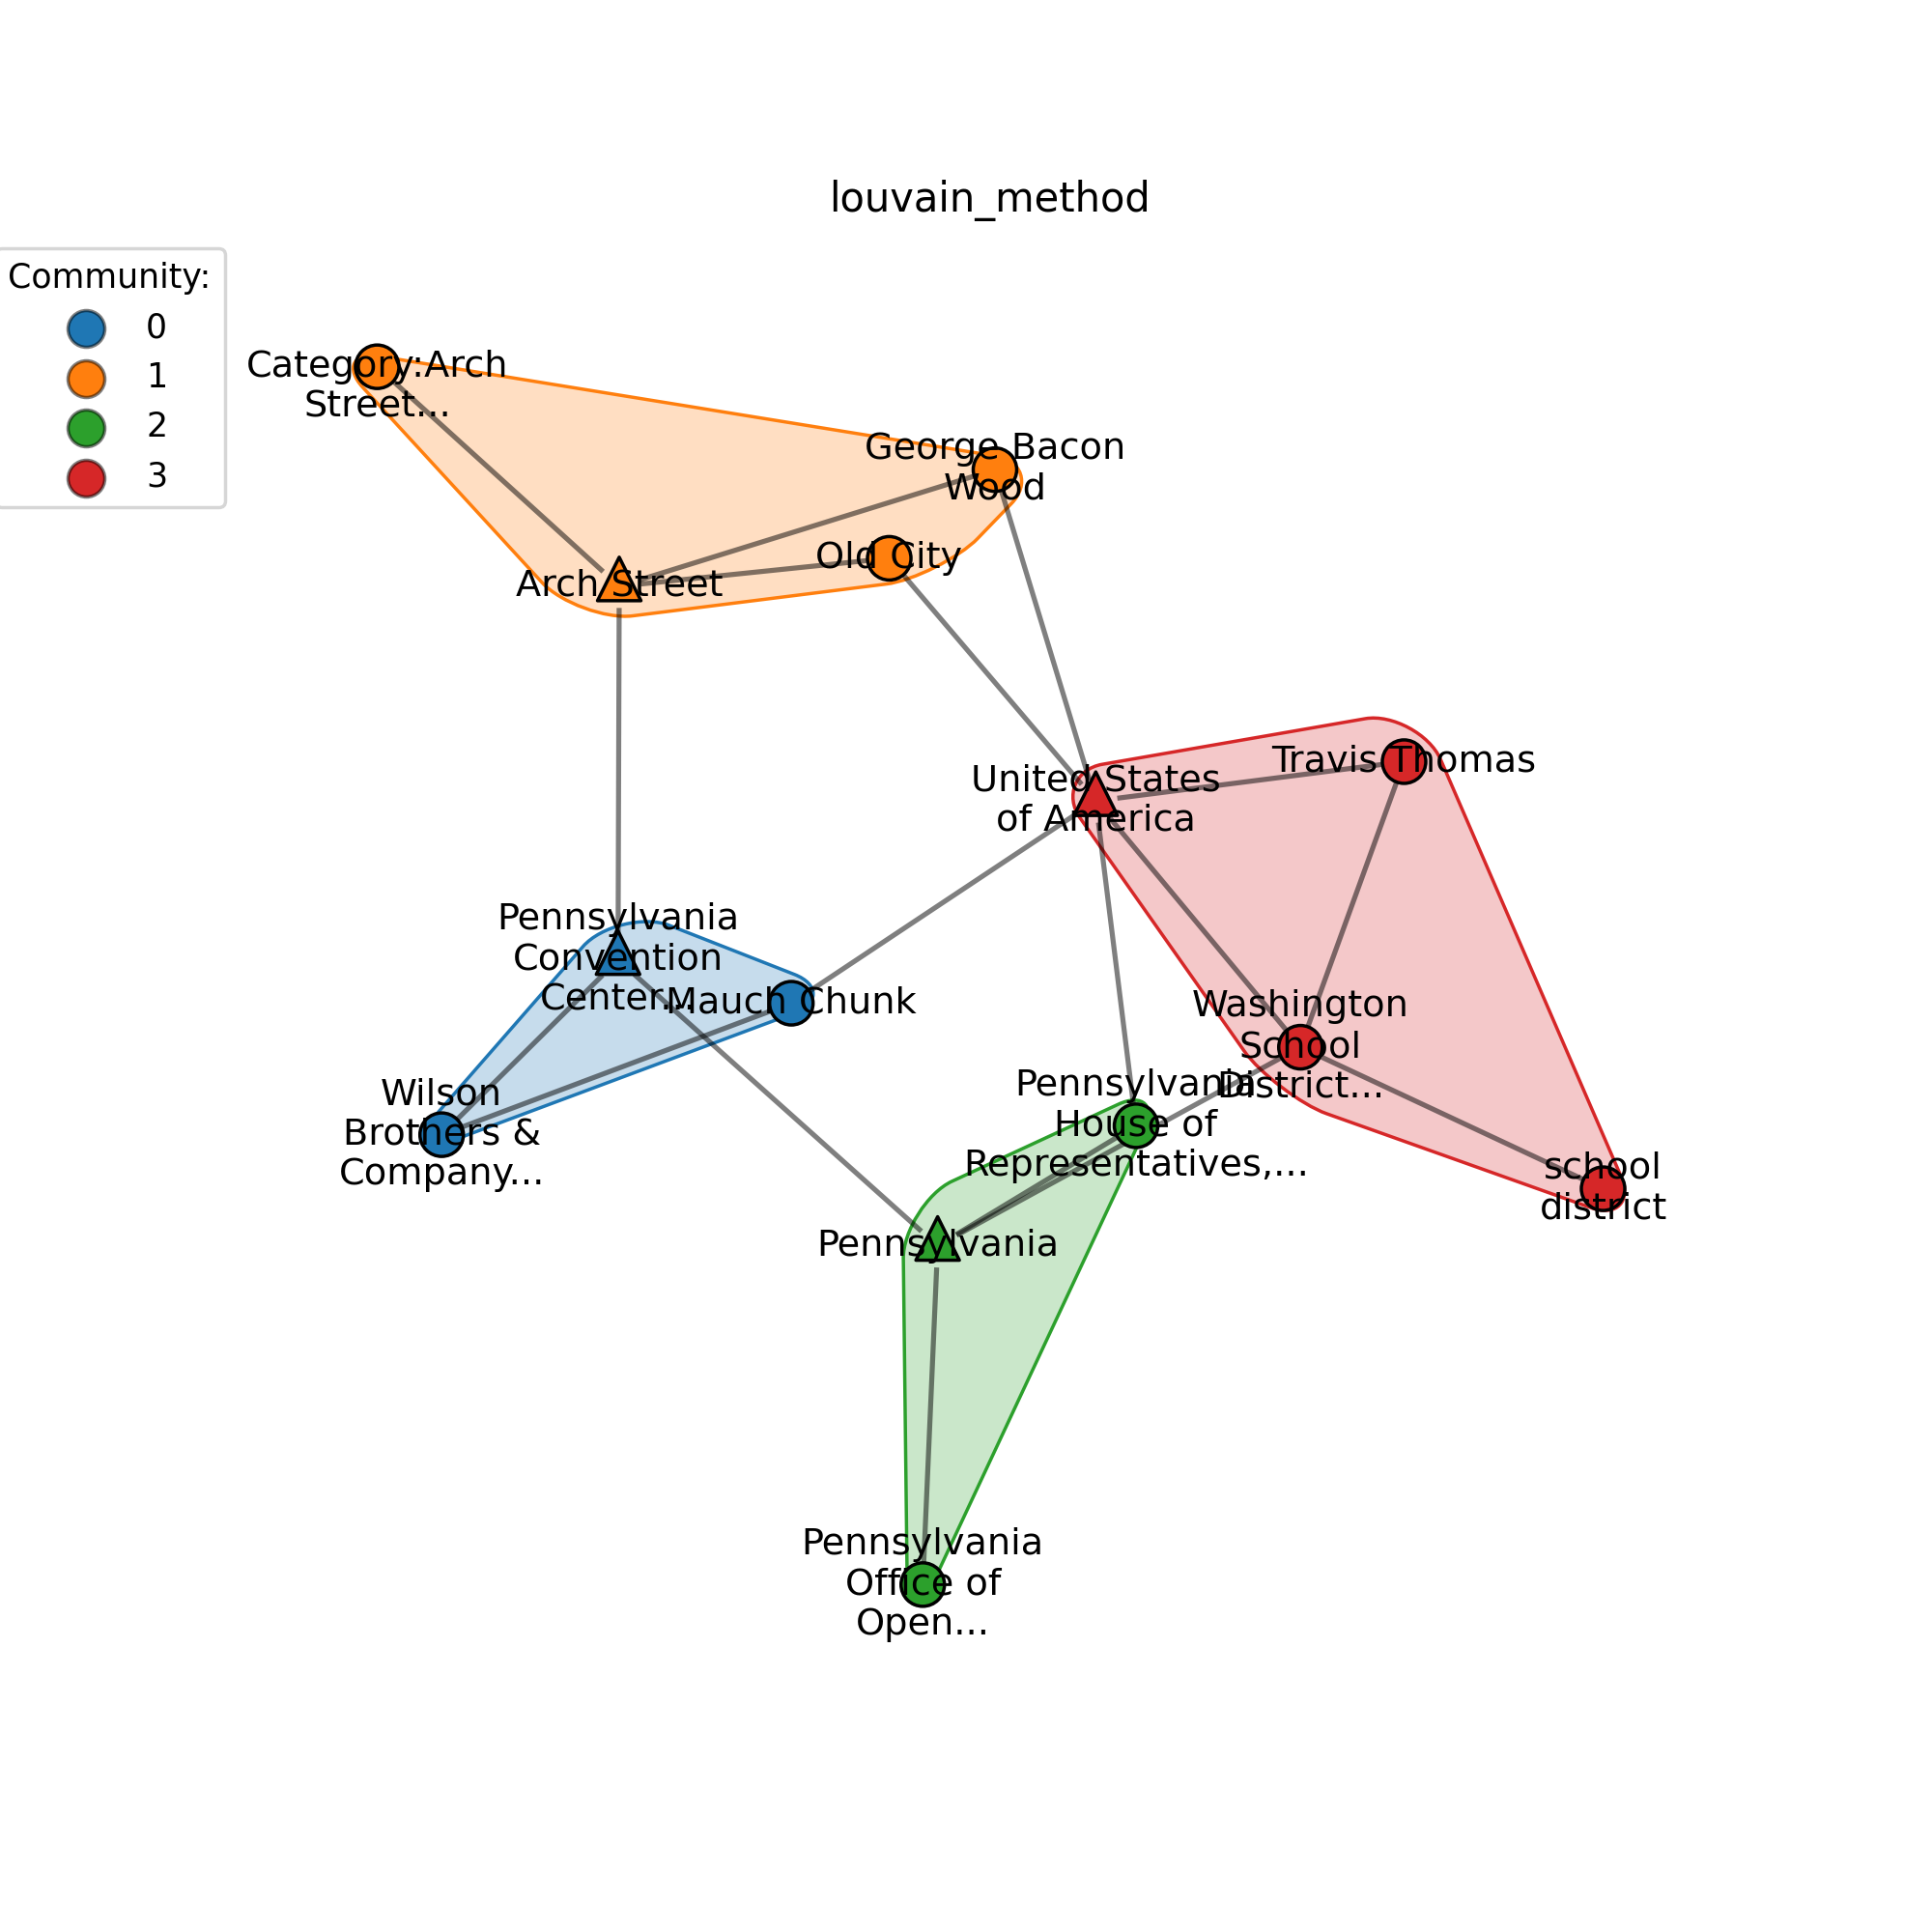 louvain_method
Community:
0
1
2
3
Category:Arch
Street...
George Bacon
Wood
Old City
Arch Street
Travis Thomas
United States
of America
Pennsylvania
Convention
Center...
Mauch Chunk
Washington
School
District...
Wilson
Brothers &
Company...
Pennsylvania
House of
Representatives,...
school
district
Pennsylvania
Pennsylvania
Office of
Open...